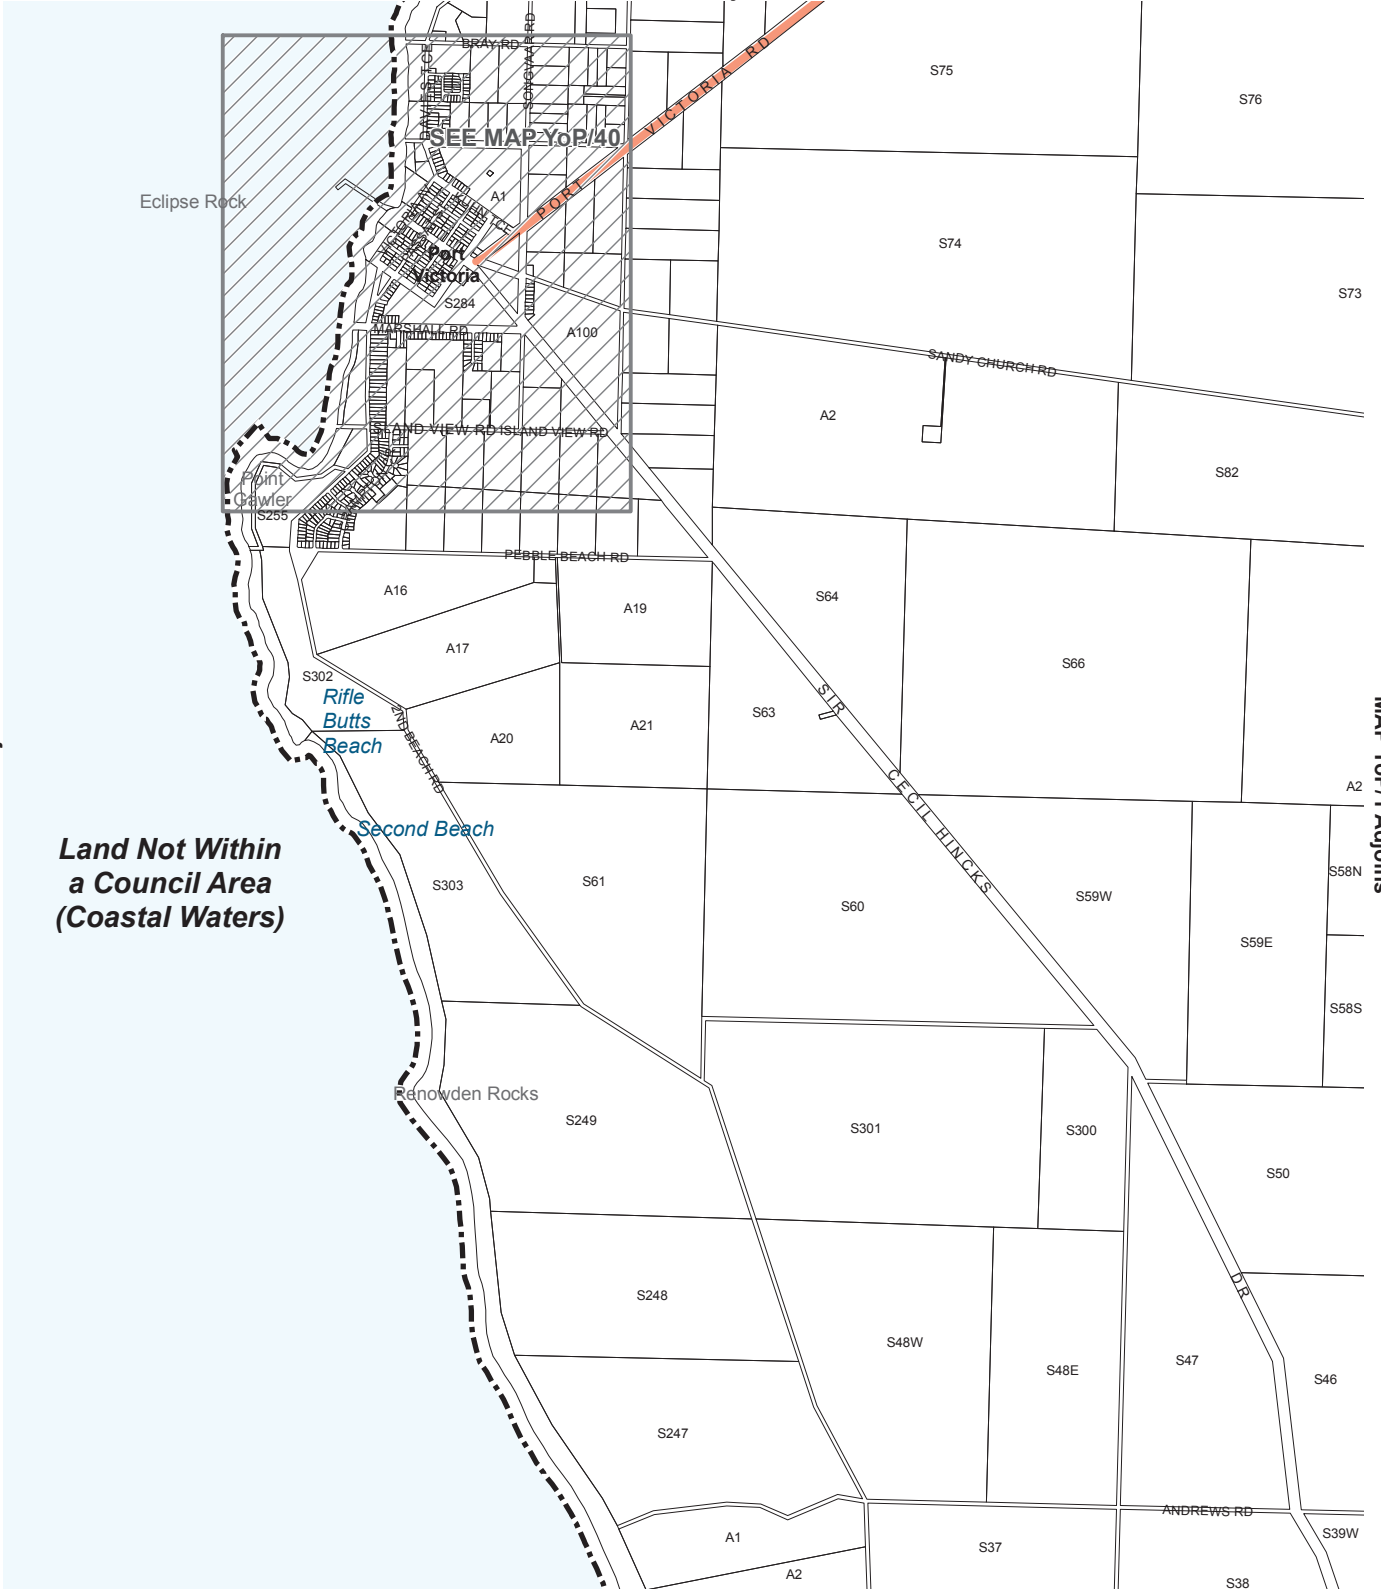 BRAY RD
DAVIES TCE
SONGVAAR RD
PORT VICTORIA RD
S75
S76
SEE MAP YoP/40
Eclipse Rock
A1
S74
Port
Victoria
S73
S284
MARSHALL RD
A100
SANDY CHURCH RD
A2
ISLAND VIEW RD
ISLAND VIEW RD
S82
Point
Gawler
S255
PEBBLE BEACH RD
A16
A19
S64
A17
S66
S302
Rifle
Butts
Beach
2ND BEACH RD
S63
A21
A20
SIR CECIL HINCKS DR
A2
Second Beach
Land Not Within
a Council Area
(Coastal Waters)
S303
S61
S60
S59W
S58N
S59E
S58S
Renowden Rocks
S249
S301
S300
S50
S248
S48W
S48E
S47
S46
S247
ANDREWS RD
A1
S37
S39W
A2
S38